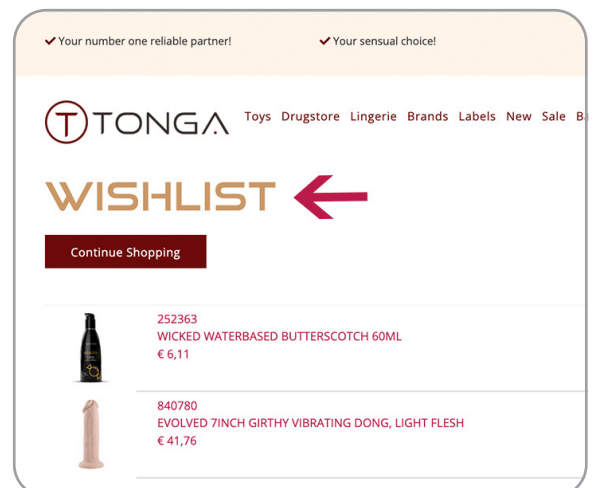 Your number one reliable partner!
Your sensual choice!
TONGA
Toys Drugstore Lingerie Brands Labels New Sale
WISHLIST
Continue Shopping
252363
WICKED WATERBASED BUTTERSCOTCH 60ML
€ 6,11
840780
EVOLVED 7INCH GIRTHY VIBRATING DONG, LIGHT FLESH
€ 41,76